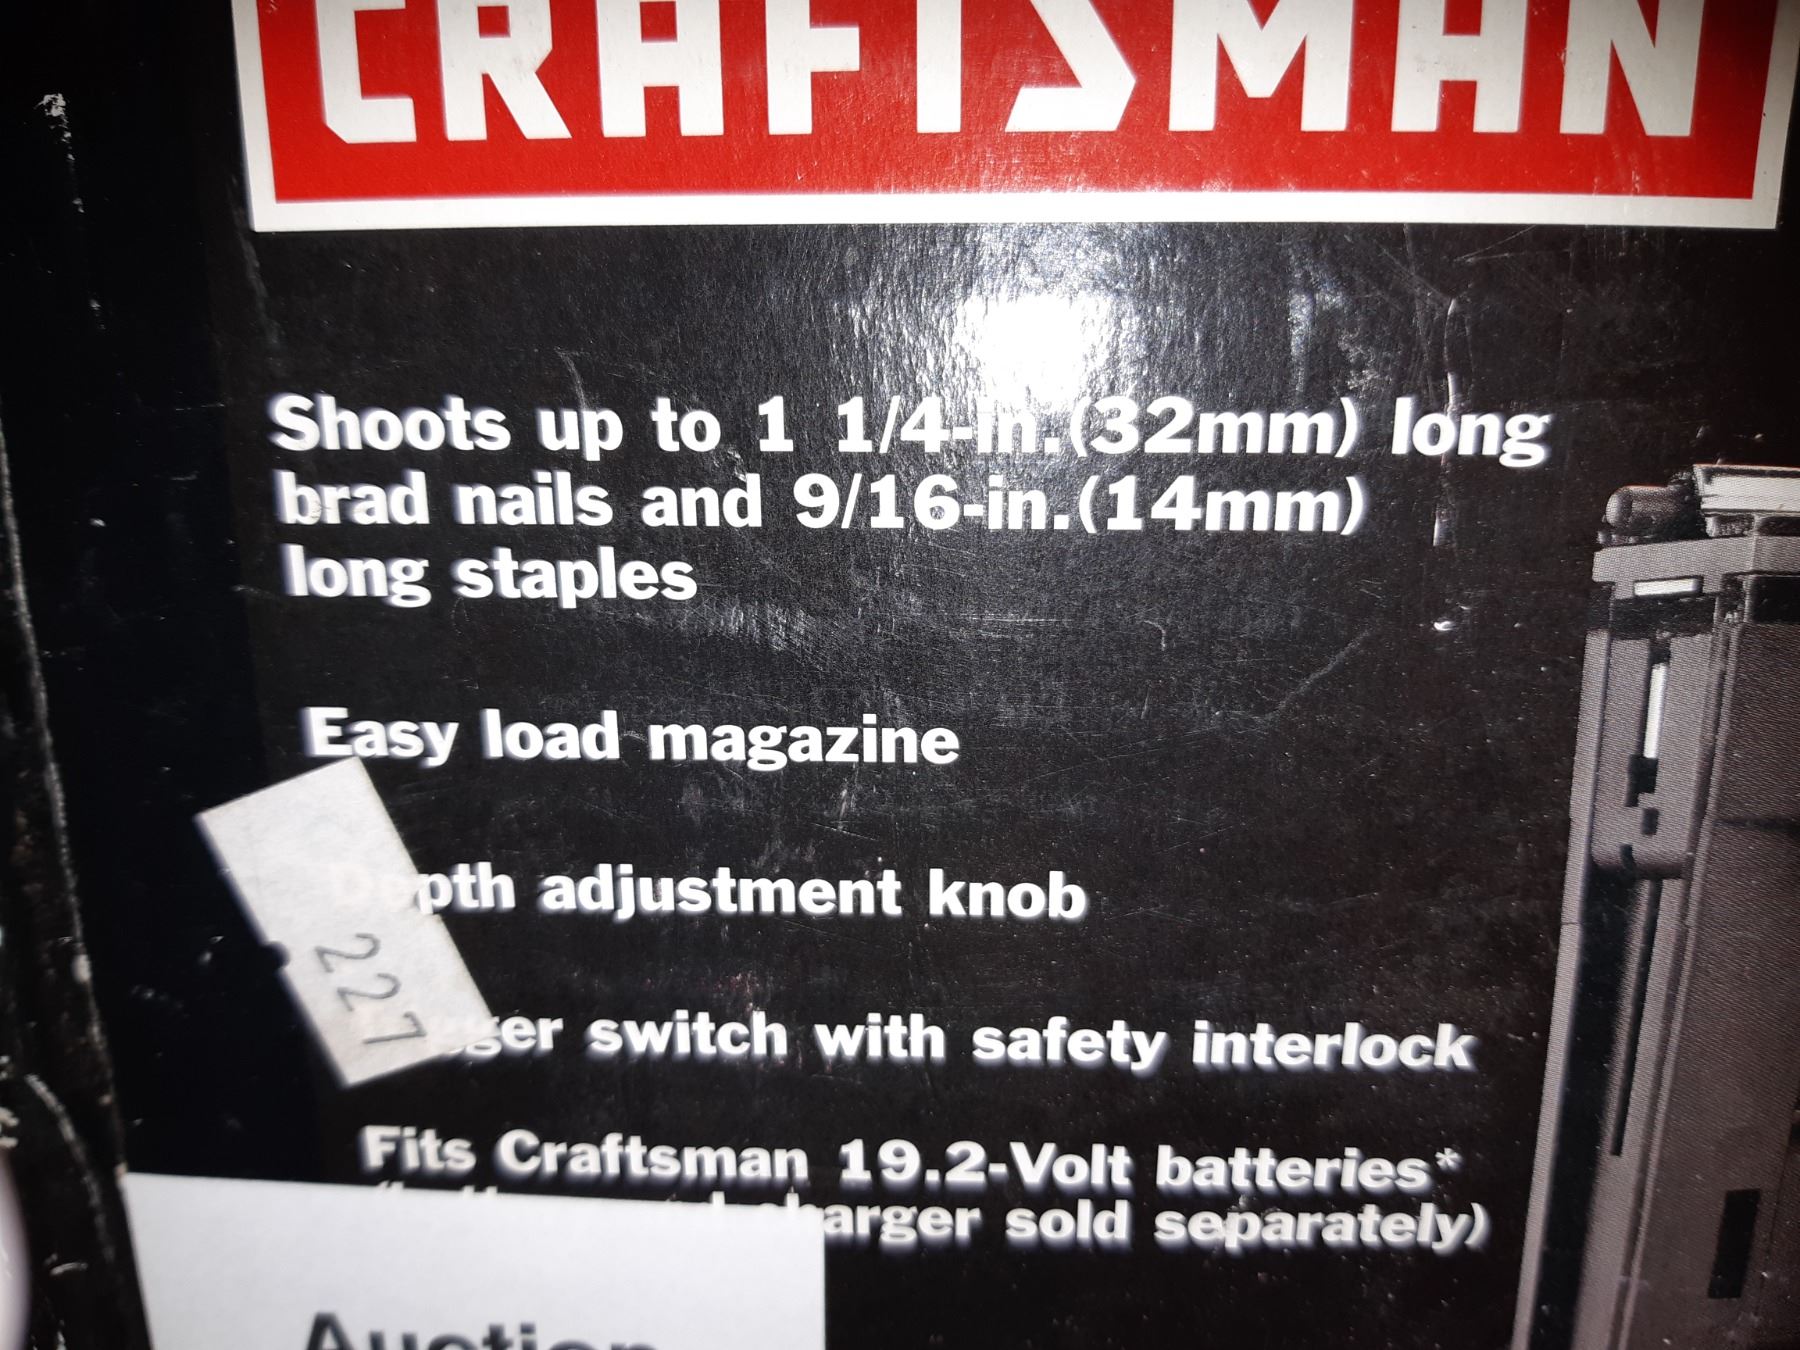 CRAFTSMAN
Shoots up to 1 1/4-in.(32mm) long
brad nails and 9/16-in.(14mm)
long staples
Easy load magazine
Depth adjustment knob
227
switch with safety interlock
Fits Craftsman 19.2-Volt batteries*
sold separately)
Auction